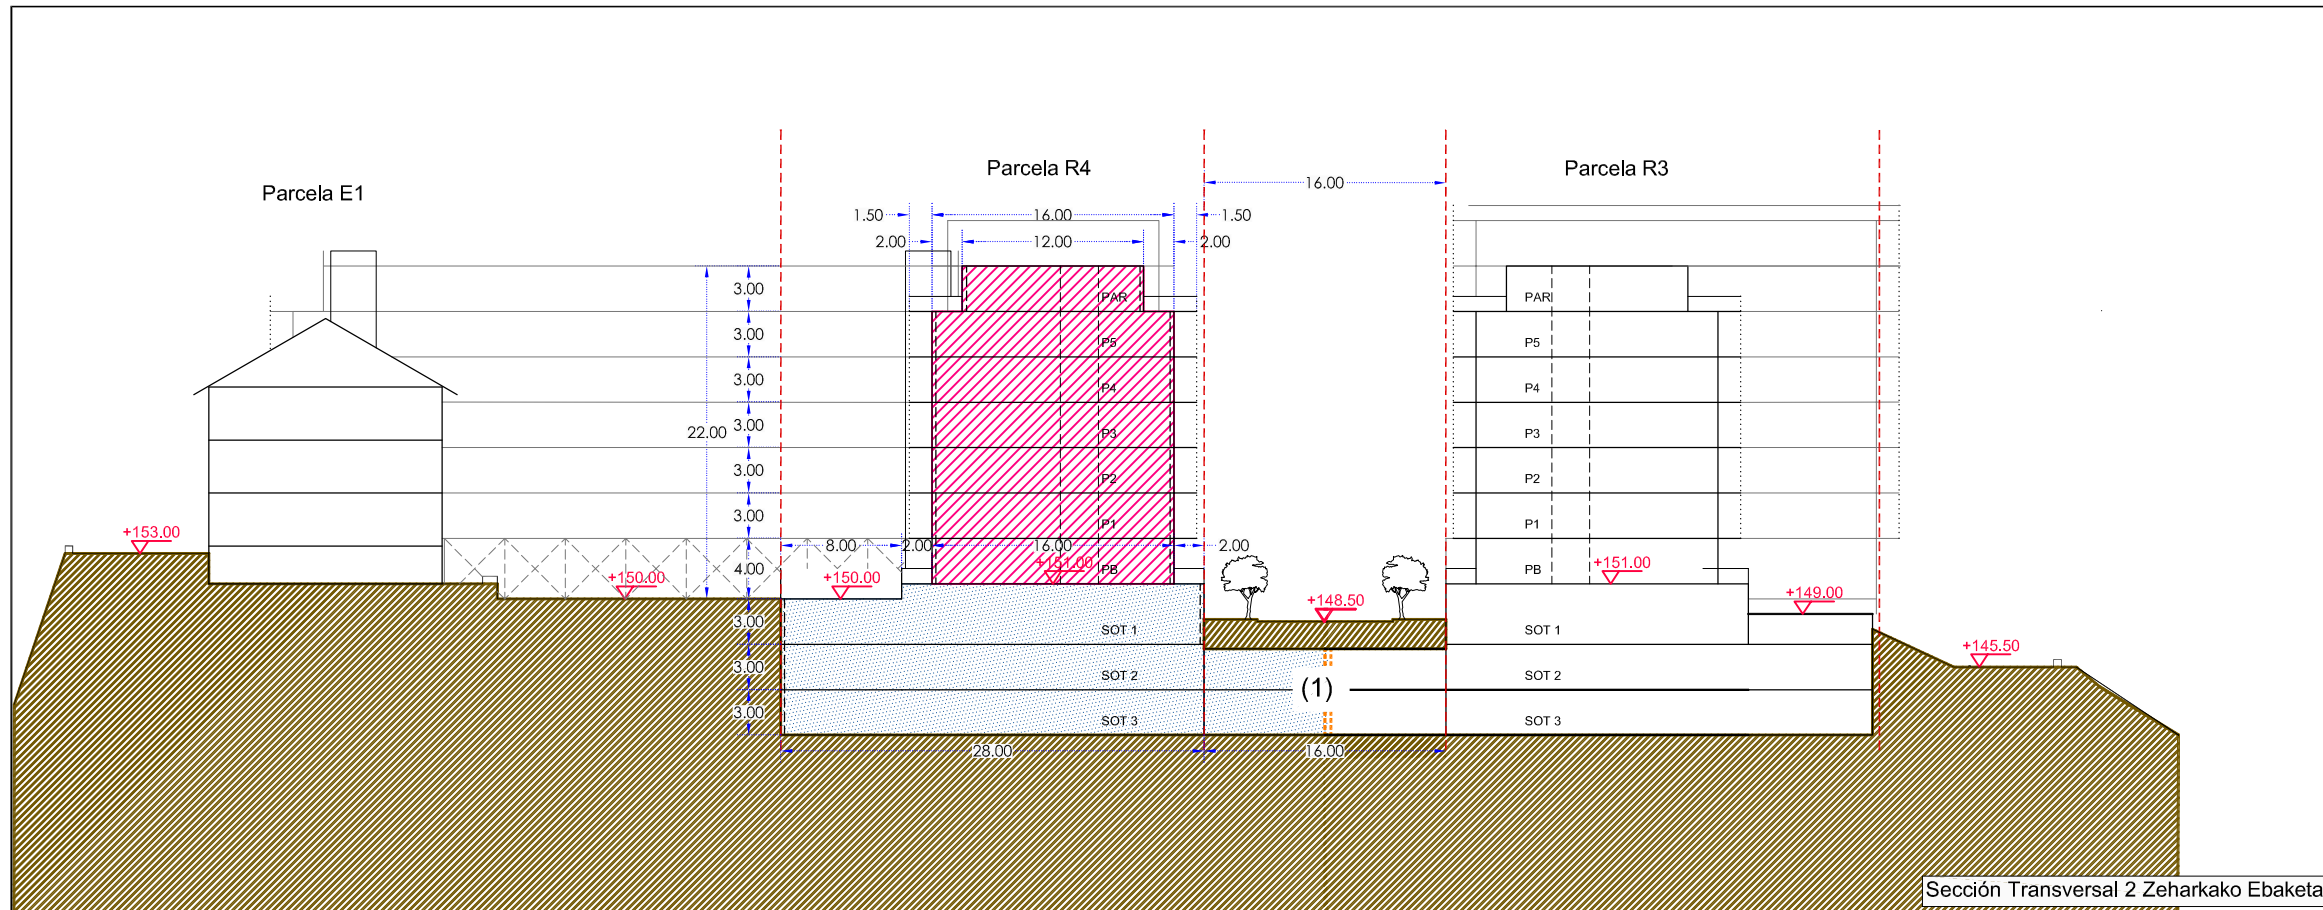 Parcela E1
Parcela R4
Parcela R3
16.00
1.50
16.00
1.50
2.00
12.00
2.00
3.00
PAR
PAR
3.00
P5
P5
3.00
P4
P4
22.00
3.00
P3
P3
3.00
P2
P2
3.00
P1
P1
+153.00
8.00
2.00
16.00
2.00
4.00
+151.00
PB
+151.00
PB
+150.00
+150.00
+148.50
+149.00
3.00
SOT 1
SOT 1
+145.50
3.00
SOT 2
SOT 2
(1)
3.00
SOT 3
SOT 3
28.00
16.00
Sección Transversal 2 Zeharkako Ebaketa